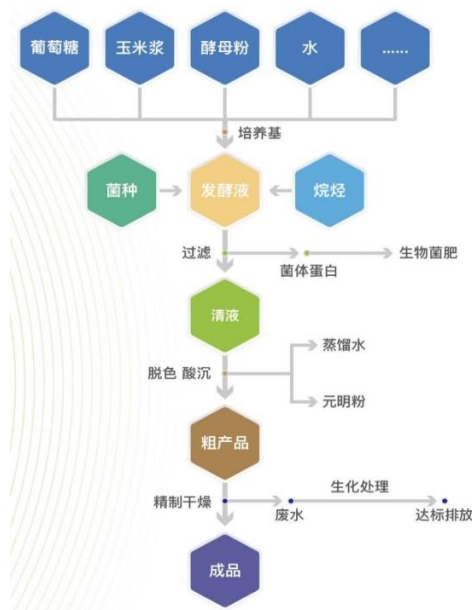 葡萄糖 玉米浆 酵母粉 水 ......
培养基
菌种 发酵液 烷烃
过滤 菌体蛋白 生物菌肥
清液
蒸馏水
脱色 酸沉
元明粉
粗产品
生化处理
精制干燥 废水 达标排放
成品